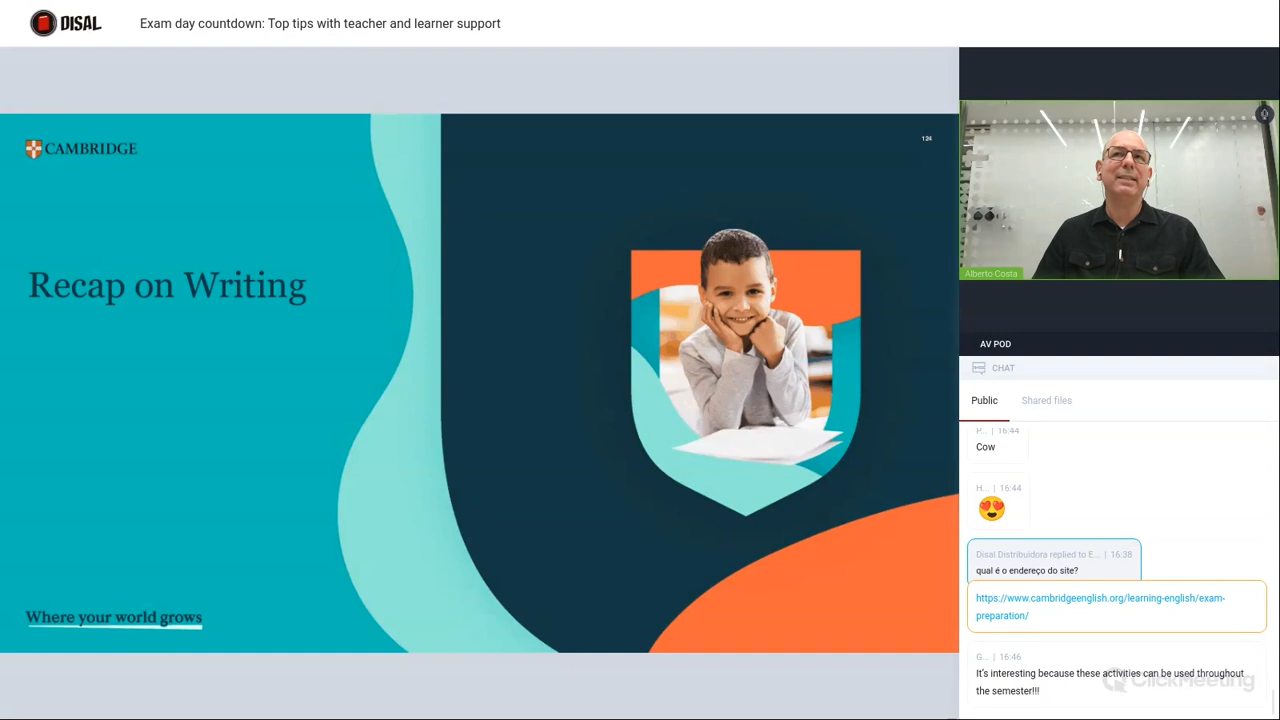 DISAL
Exam day countdown: Top tips with teacher and learner support
CAMBRIDGE
124
Recap on Writing
Where your world grows
Alberto Costa
AV POD
CHAT
Public
Shared files
P... | 16:44
Cow
H... | 16:44
Disal Distribuidora replied to E... | 16:38
qual é o endereço do site?
https://www.cambridgeenglish.org/learning-english/exam-
preparation/
G... | 16:46
It's interesting because these activities can be used throughout
the semester!!!
ClickMeeting